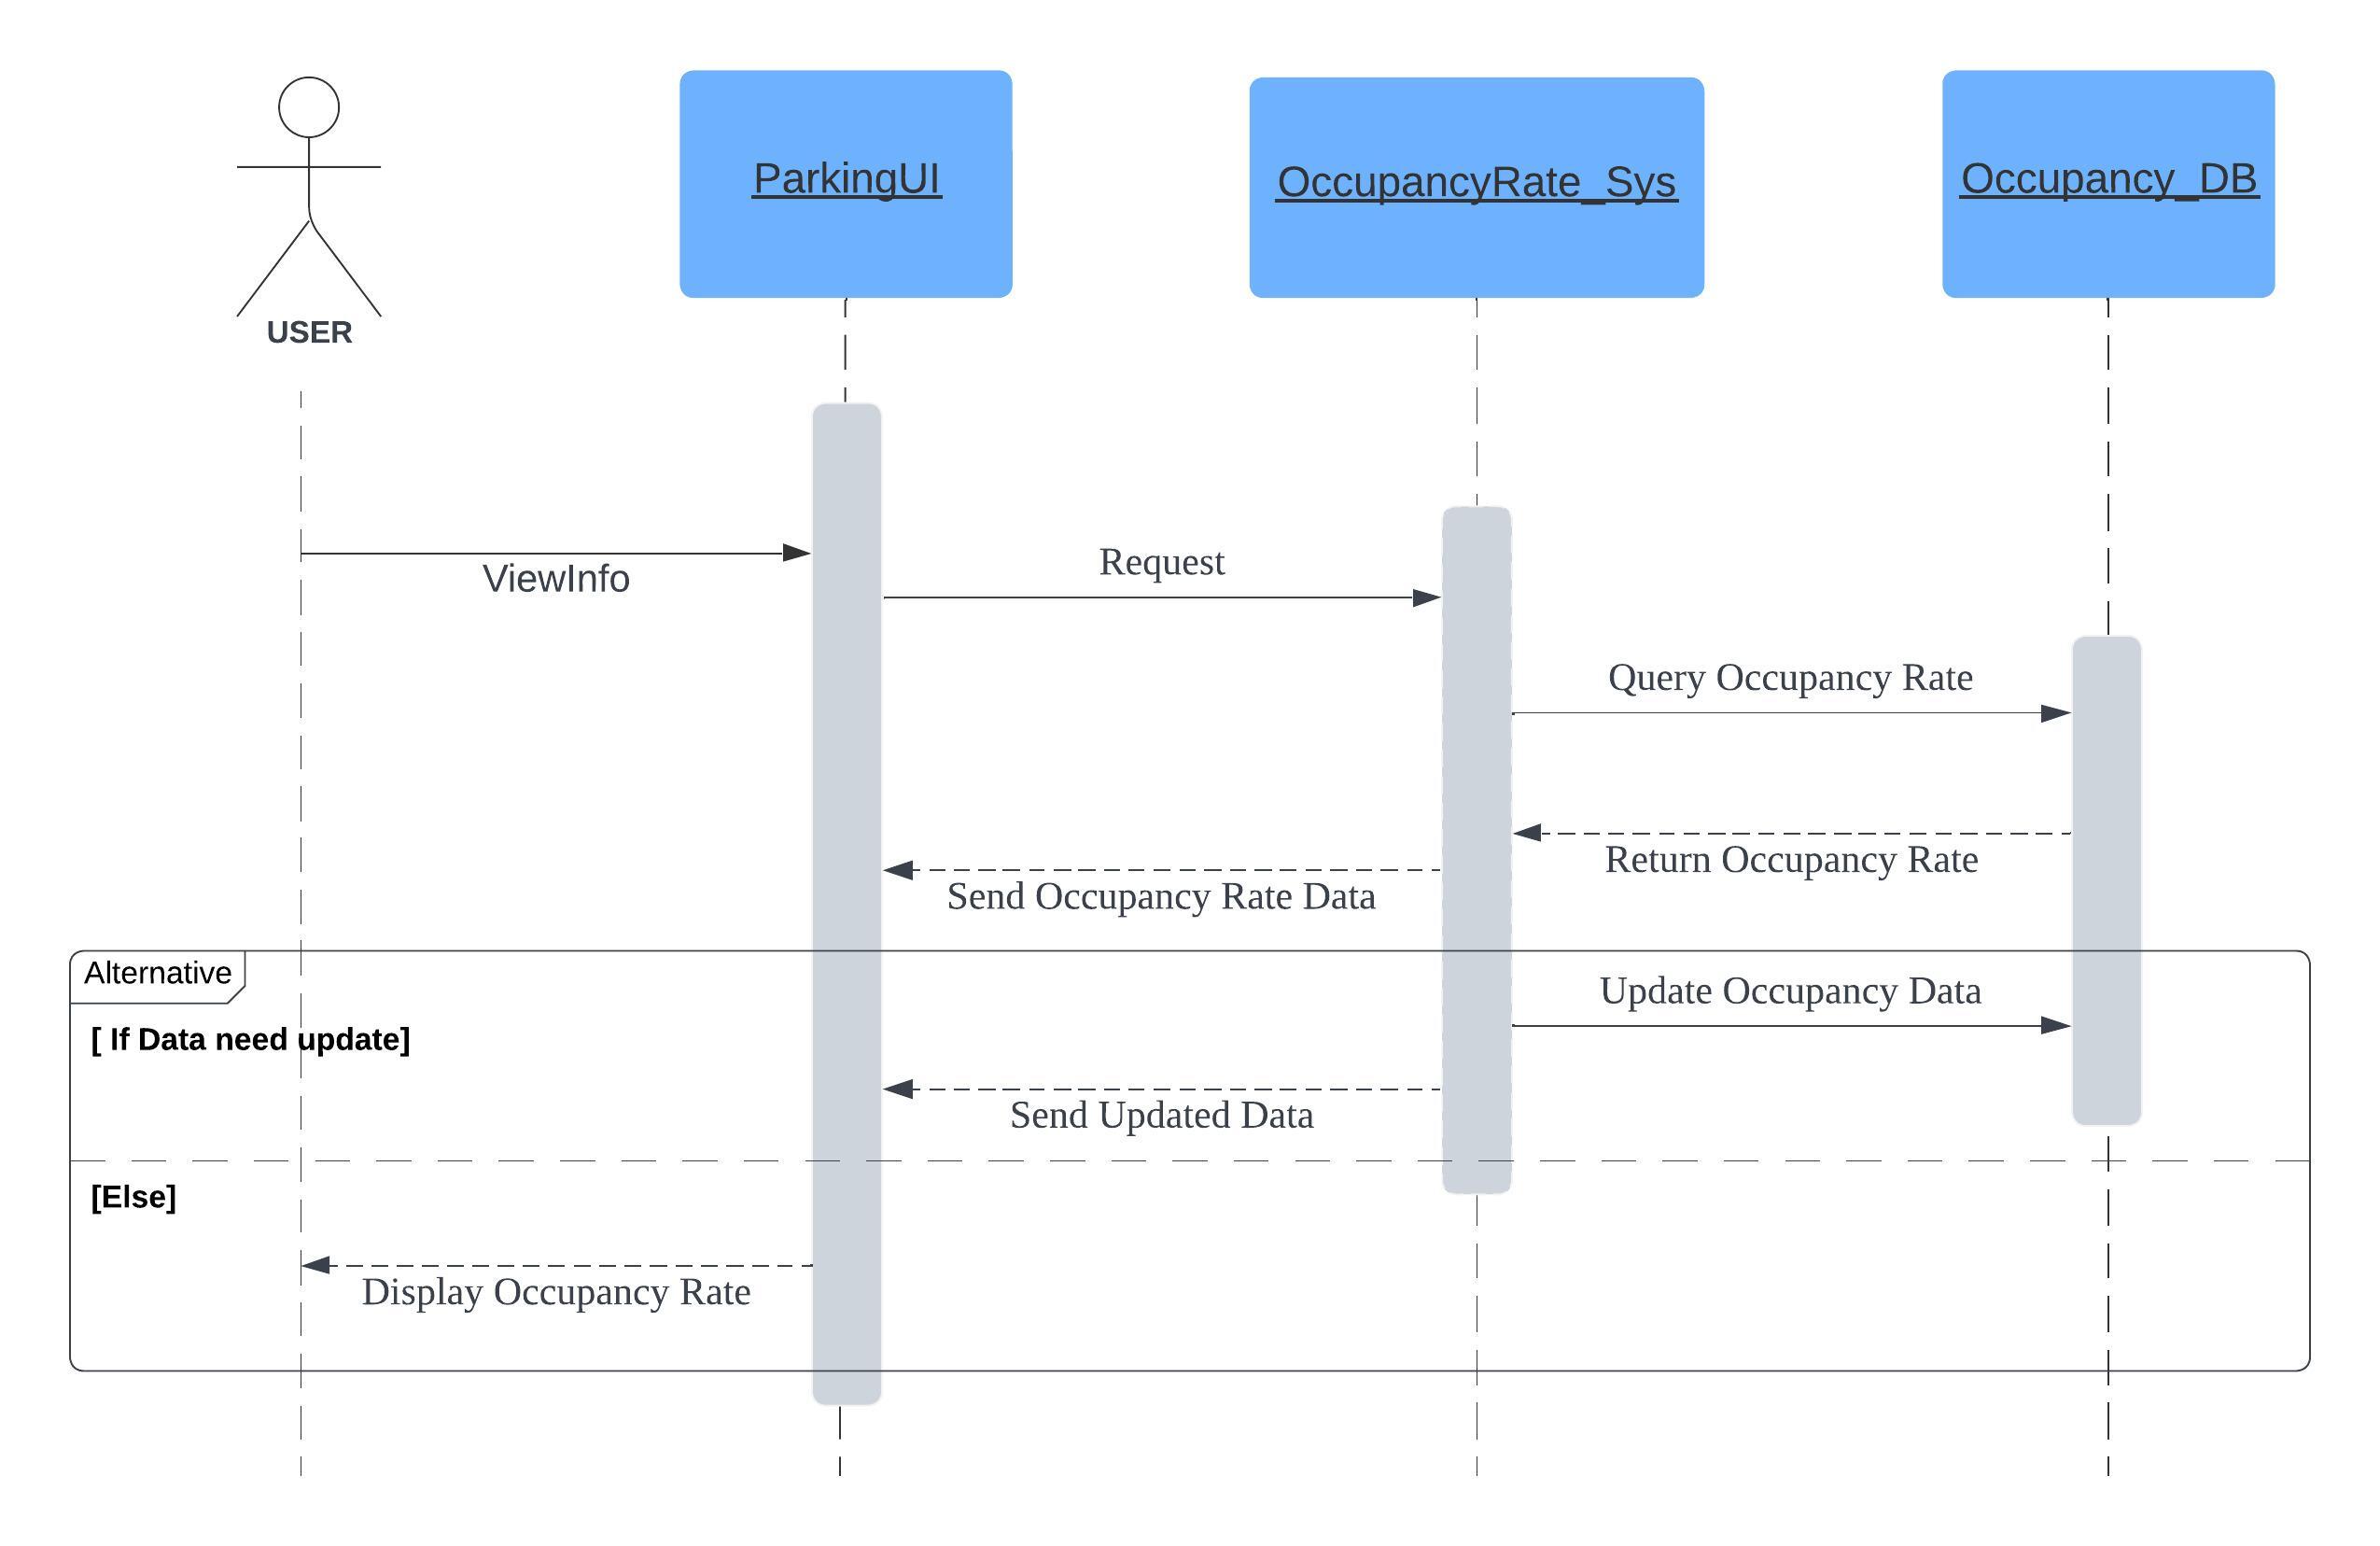 ParkingUI
OccupancyRate_Sys
Occupancy_DB
USER
ViewInfo
Request
Query Occupancy Rate
Return Occupancy Rate
Send Occupancy Rate Data
Alternative
Update Occupancy Data
[ If Data need update]
Send Updated Data
[Else]
Display Occupancy Rate